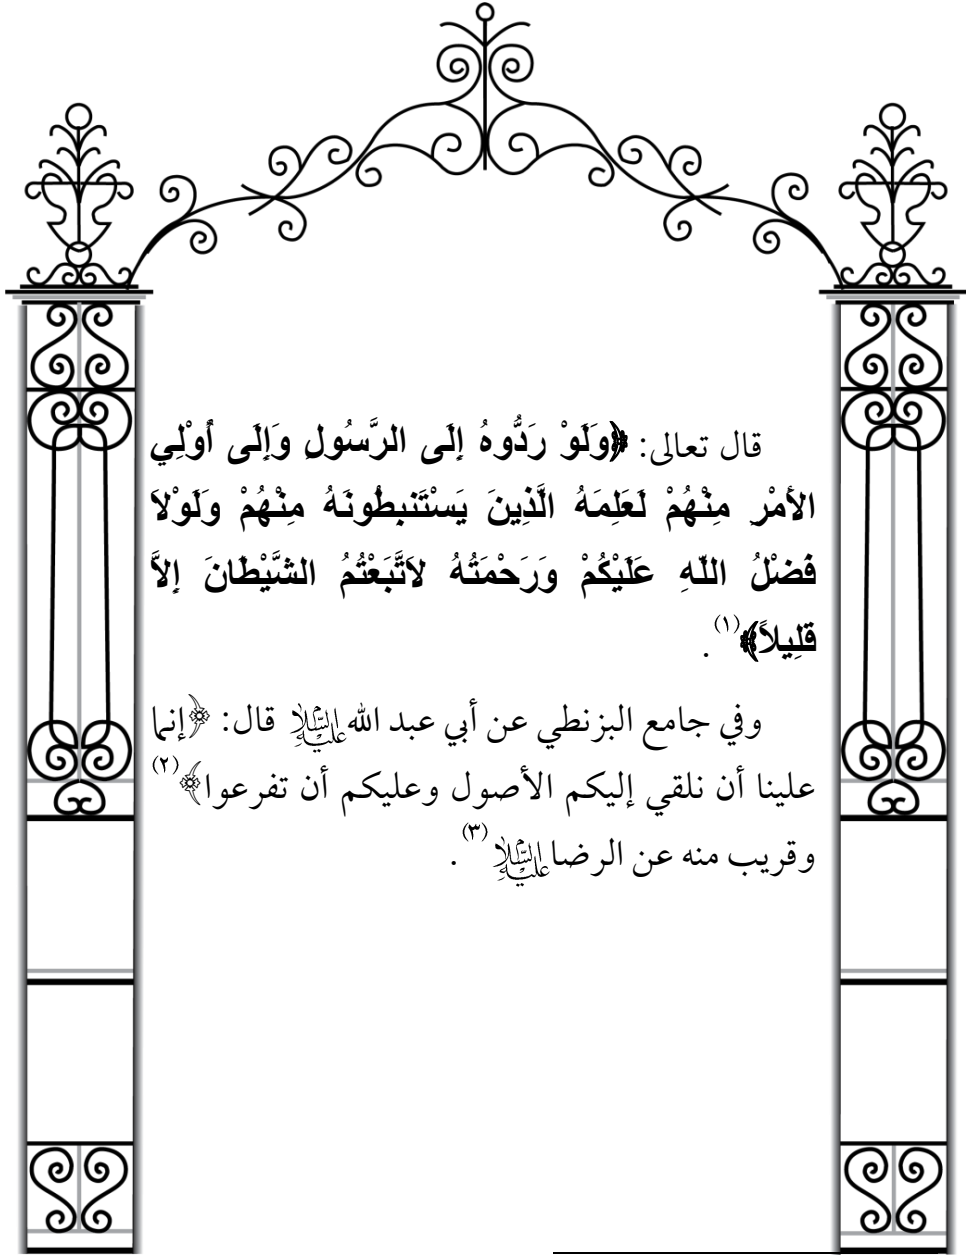 قال تعالى: ﴿وَلَوْ رَدُّوهُ إِلَى الرَّسُولِ وَإِلَى أُوْلِي
الأَمْرِ مِنْهُمْ لَعَلِمَهُ الَّذِينَ يَسْتَنبِطُونَهُ مِنْهُمْ وَلَوْلاَ
فَضْلُ اللّهِ عَلَيْكُمْ وَرَحْمَتُهُ لاَتَّبَعْتُمُ الشَّيْطَانَ إِلاَّ
قَلِيلاً﴾(١).
وفي جامع البزنطي عن أبي عبد الله عليه السلام قال: ﴿إنما
علينا أن نلقي إليكم الأصول وعليكم أن تفرعوا﴾(٢)
وقريب منه عن الرضا عليه السلام(٣).